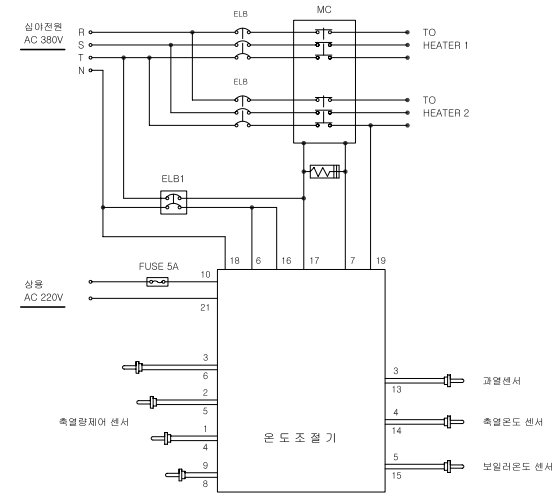 ELB
MC
심야전원
AC 380V
R
S
T
N
TO
HEATER 1
ELB
TO
HEATER 2
ELB1
18
6
16
17
7
19
FUSE 5A
10
상용
AC 220V
21
3
6
2
5
축열량제어 센서
1
4
9
8
온도조절기
3
13
과열센서
4
14
축열온도 센서
5
15
보일러온도 센서